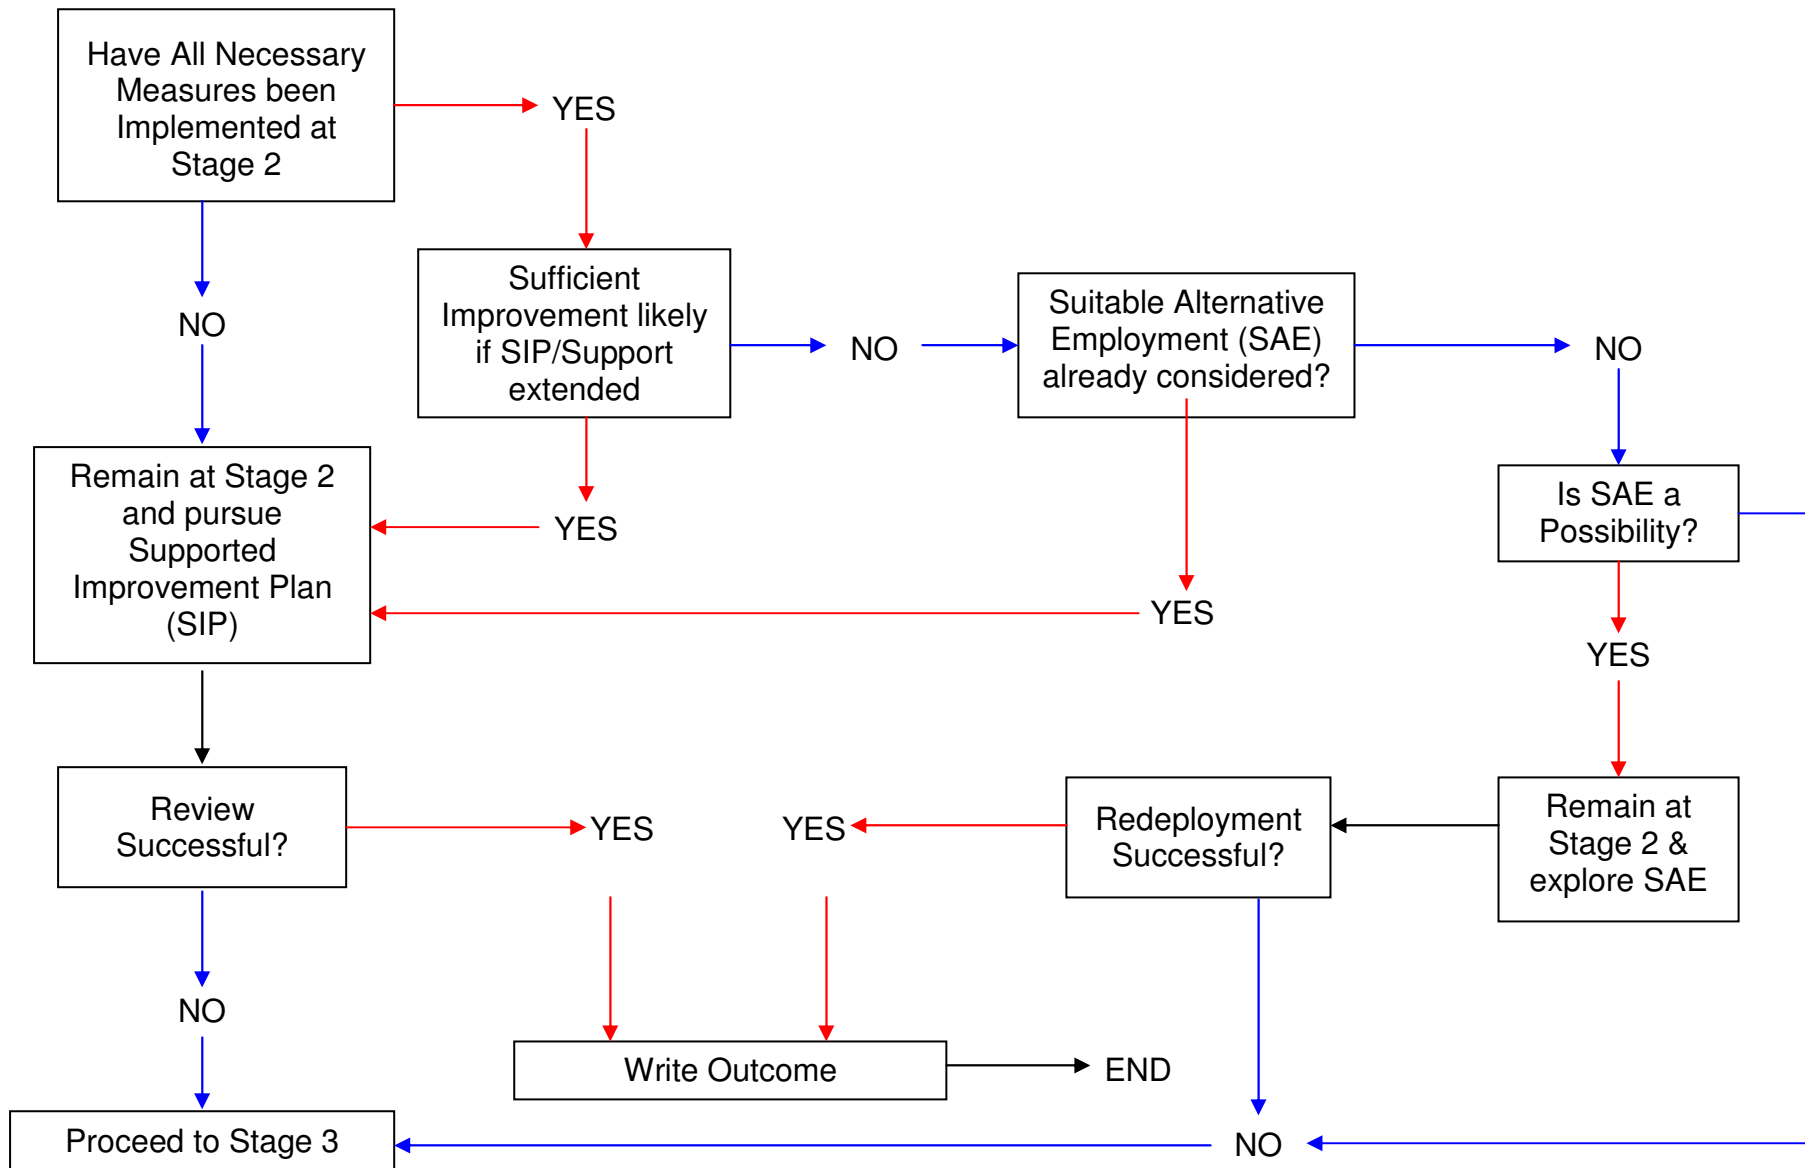 Have All Necessary
Measures been
Implemented at
Stage 2
YES
Sufficient
Improvement likely
if SIP/Support
extended
NO
NO
Suitable Alternative
Employment (SAE)
already considered?
NO
Remain at Stage 2
and pursue
Supported
Improvement Plan
(SIP)
YES
YES
Is SAE a
Possibility?
YES
Review
Successful?
YES
YES
Redeployment
Successful?
Remain at
Stage 2 &
explore SAE
NO
Write Outcome
END
Proceed to Stage 3
NO